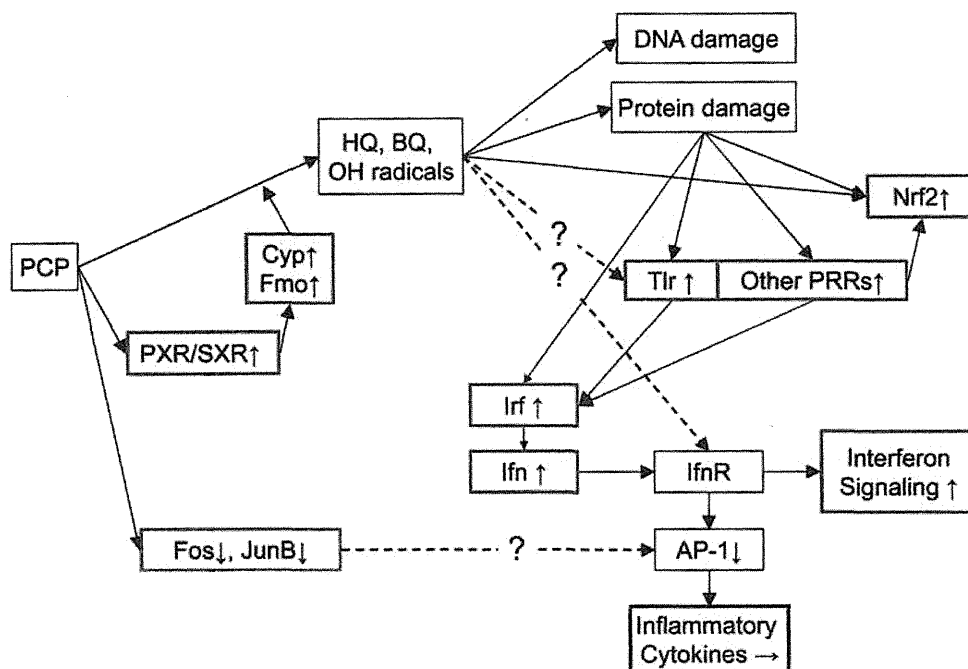 DNA damage
Protein damage
HQ, BQ,
OH radicals
Nrf2↑
?
?
PCP
Cyp↑
Fmo↑
Tlr ↑
Other PRRs↑
PXR/SXR↑
Irf ↑
Ifn ↑
IfnR
Interferon
Signaling ↑
Fos↓, JunB↓
?
AP-1↓
Inflammatory
Cytokines →